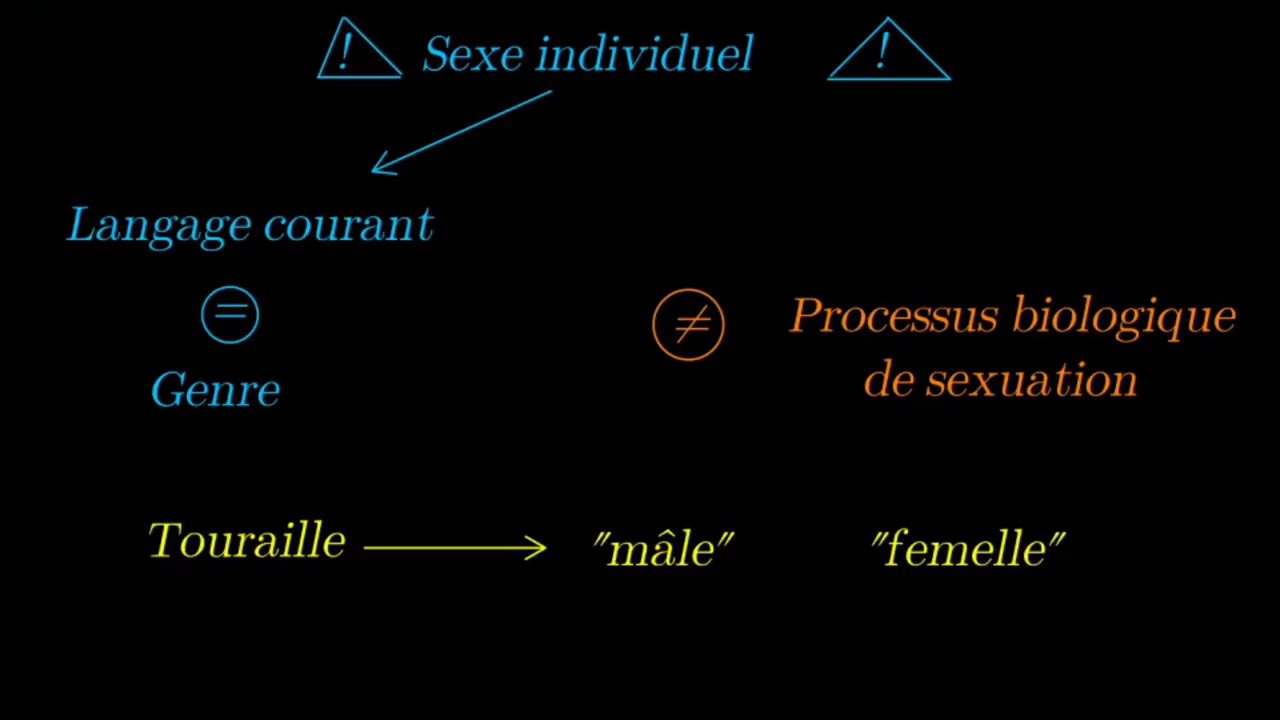 ! Sexe individuel !
Langage courant
=
Genre
≠ Processus biologique
de sexuation
Touraille "mâle" "femelle"